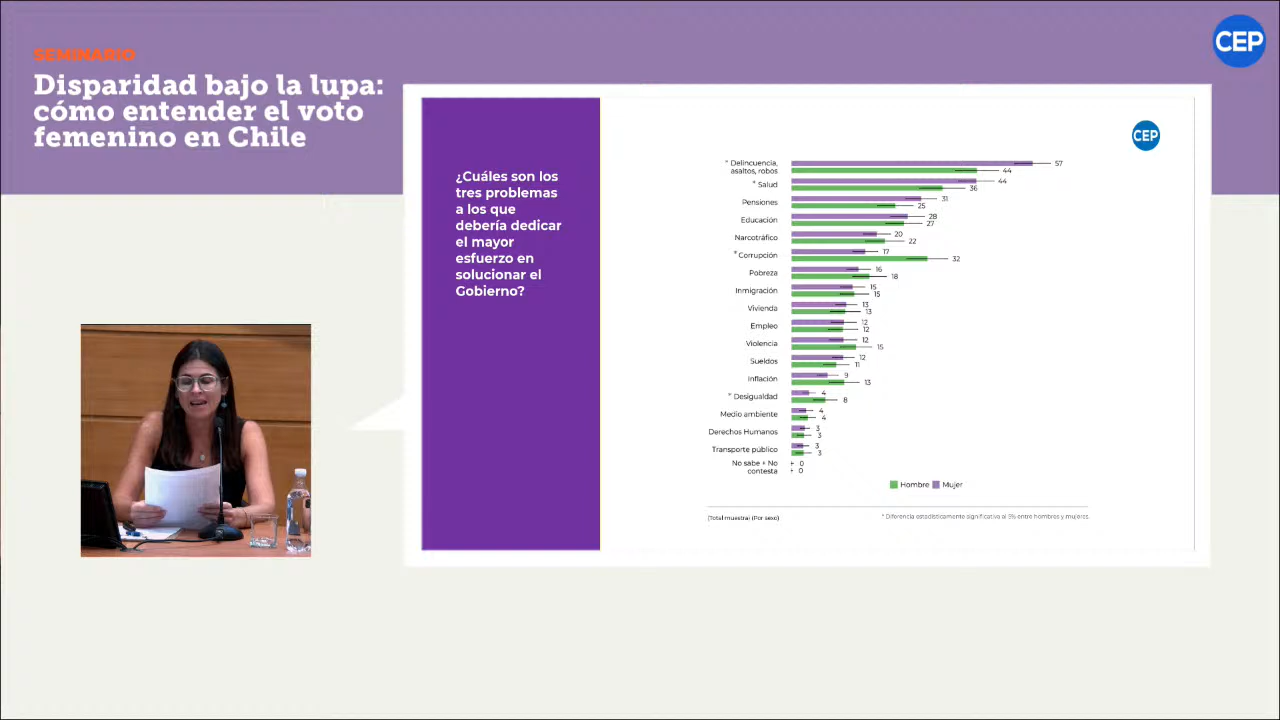 SEMINARIO
Disparidad bajo la lupa:
cómo entender el voto
femenino en Chile
CEP
¿Cuáles son los
tres problemas
a los que
debería dedicar
el mayor
esfuerzo en
solucionar el
Gobierno?
CEP
* Delincuencia,
asaltos, robos
57
44
* Salud
44
36
Pensiones
31
25
Educación
28
27
Narcotráfico
20
22
* Corrupción
17
32
Pobreza
16
18
Inmigración
15
15
Vivienda
13
13
Empleo
12
12
Violencia
12
15
Sueldos
12
11
Inflación
9
13
* Desigualdad
4
8
Medio ambiente
4
4
Derechos Humanos
3
3
Transporte público
3
3
No sabe + No
contesta
0
0
Hombre Mujer
(Total muestra) (Por sexo)
* Diferencia estadísticamente significativa al 5% entre hombres y mujeres.